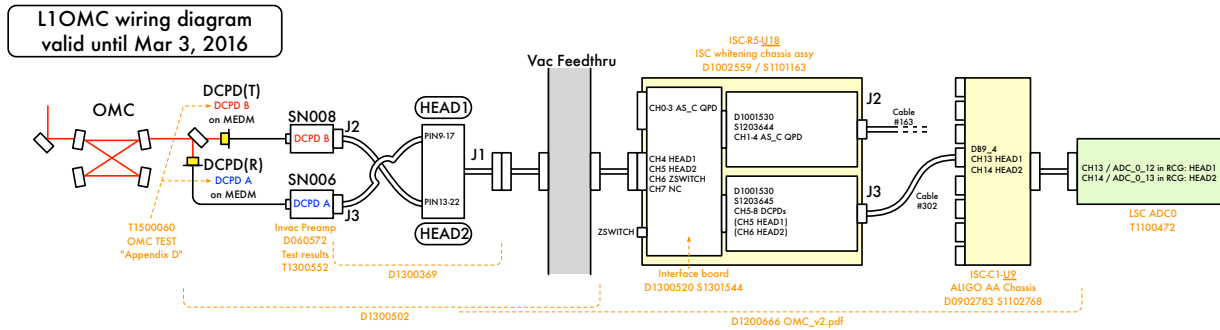 L1OMC wiring diagram
valid until Mar 3, 2016
OMC
DCPD(T)
DCPD B
on MEDM
DCPD(R)
DCPD A
on MEDM
T1500060
OMC TEST
"Appendix D"
SN008
DCPD B
J2
SN006
DCPD A
J3
Invac Preamp
D060572
Test results
T1300552
HEAD1
PIN9-17
PIN13-22
HEAD2
J1
D1300369
D1300502
Vac Feedthru
ISC-R5-U18
ISC whitening chassis assy
D1002559 / S1101163
CH0-3 AS_C QPD
CH4 HEAD1
CH5 HEAD2
CH6 ZSWITCH
CH7 NC
ZSWITCH
D1001530
S1203644
CH1-4 AS_C QPD
D1001530
S1203645
CH5-8 DCPDs
(CH5 HEAD1)
(CH6 HEAD2)
Interface board
D1300520 S1301544
J2
Cable
#163
J3
Cable
#302
DB9_4
CH13 HEAD1
CH14 HEAD2
ISC-C1-U9
ALIGO AA Chassis
D0902783 S1102768
CH13 / ADC_0_12 in RCG: HEAD1
CH14 / ADC_0_13 in RCG: HEAD2
LSC ADC0
T1100472
D1200666 OMC_v2.pdf